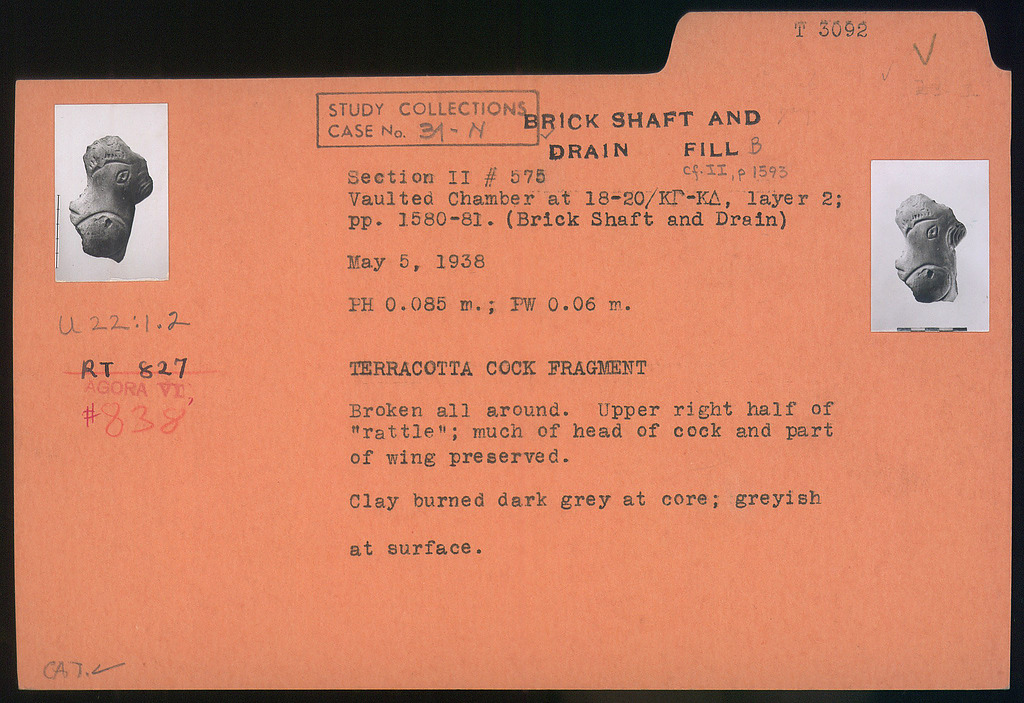 T 3092
STUDY COLLECTIONS
CASE No. 31-N
BRICK SHAFT AND
DRAIN FILL B
cf. II, p 1593
Section II # 575
Vaulted Chamber at 18-20/ΚΓ-ΚΔ, layer 2;
pp. 1580-81. (Brick Shaft and Drain)
May 5, 1938
PH 0.085 m.; PW 0.06 m.
U 22:1.2
RT 827
AGORA VI,
#838
TERRACOTTA COCK FRAGMENT
Broken all around. Upper right half of
"rattle"; much of head of cock and part
of wing preserved.
Clay burned dark grey at core; greyish
at surface.
CAT.